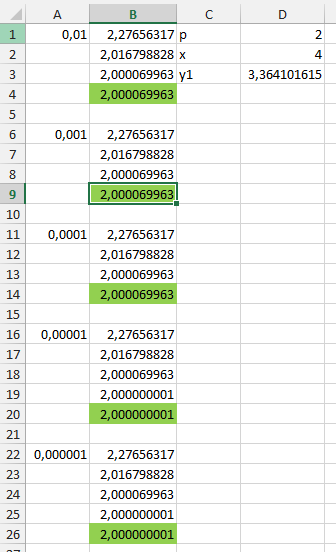 A B C D
1 0,01 2,27656317 p 2
2 2,016798828 x 4
3 2,000069963 y1 3,364101615
4 2,000069963
5
6 0,001 2,27656317
7 2,016798828
8 2,000069963
9 2,000069963
10
11 0,0001 2,27656317
12 2,016798828
13 2,000069963
14 2,000069963
15
16 0,00001 2,27656317
17 2,016798828
18 2,000069963
19 2,000000001
20 2,000000001
21
22 0,000001 2,27656317
23 2,016798828
24 2,000069963
25 2,000000001
26 2,000000001